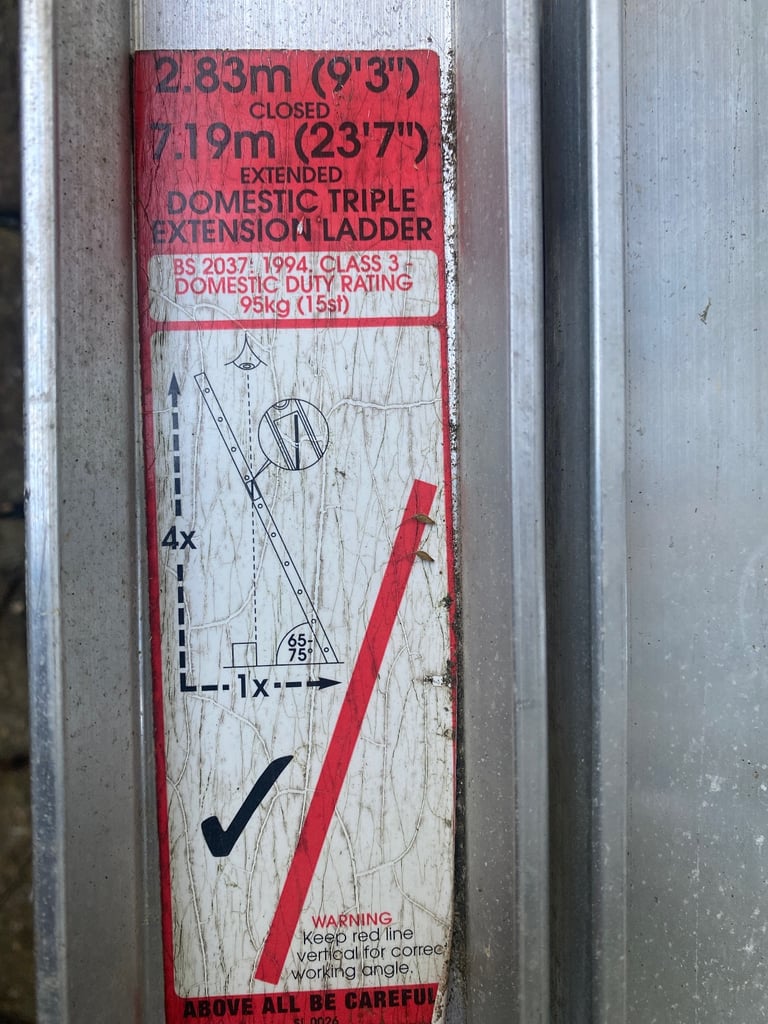 2.83m (9'3")
CLOSED
7.19m (23'7")
EXTENDED
DOMESTIC TRIPLE
EXTENSION LADDER
BS 2037: 1994, CLASS 3 -
DOMESTIC DUTY RATING
95kg (15st)
4x
65-
75°
1x
WARNING
Keep red line
vertical for correc
working angle.
ABOVE ALL BE CAREFUL
SL0026